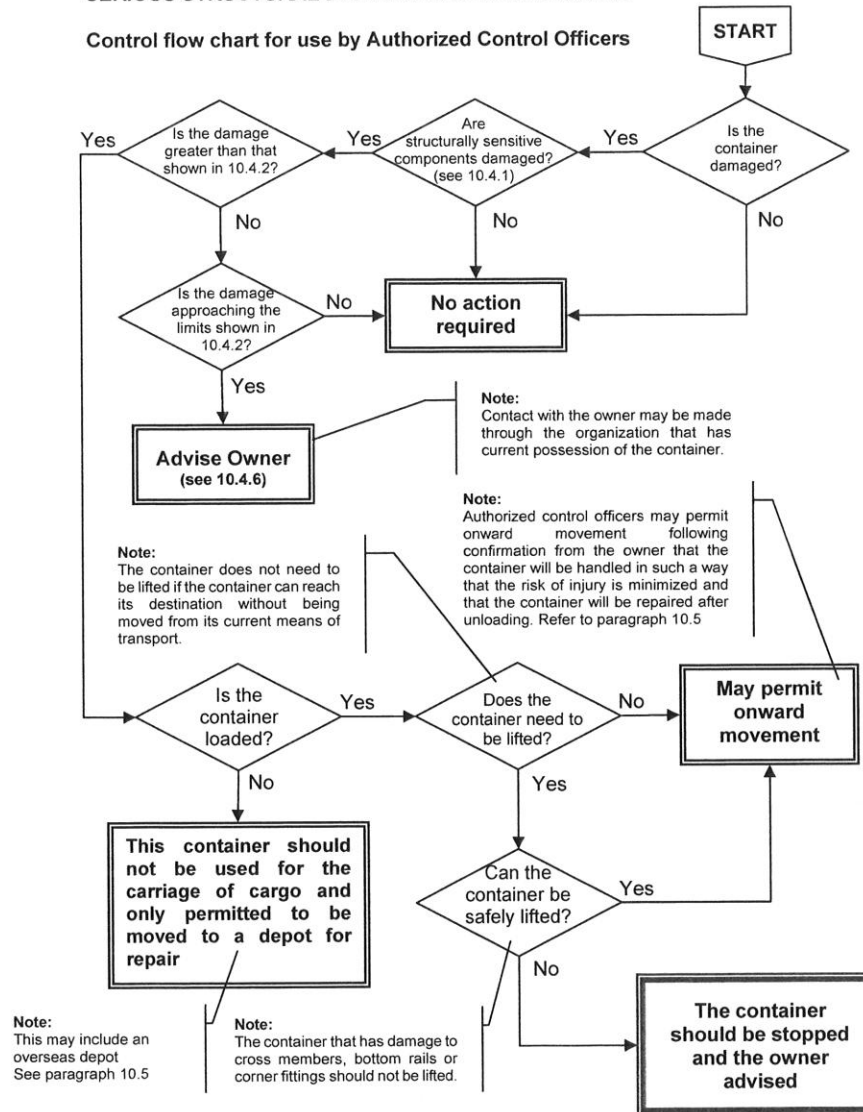 Control flow chart for use by Authorized Control Officers
START
Yes
Is the damage
greater than that
shown in 10.4.2?
Yes
Are
structurally sensitive
components damaged?
(see 10.4.1)
Yes
Is the
container
damaged?
No
No
No
Is the damage
approaching the
limits shown in
10.4.2?
No
No action
required
Yes
Advise Owner
(see 10.4.6)
Note:
Contact with the owner may be made
through the organization that has
current possession of the container.
Note:
Authorized control officers may permit
onward movement following
confirmation from the owner that the
container will be handled in such a way
that the risk of injury is minimized and
that the container will be repaired after
unloading. Refer to paragraph 10.5
Note:
The container does not need to
be lifted if the container can reach
its destination without being
moved from its current means of
transport.
Is the
container
loaded?
Yes
Does the
container need to
be lifted?
No
May permit
onward
movement
No
Yes
This container should
not be used for the
carriage of cargo and
only permitted to be
moved to a depot for
repair
Can the
container be
safely lifted?
Yes
No
Note:
This may include an
overseas depot
See paragraph 10.5
Note:
The container that has damage to
cross members, bottom rails or
corner fittings should not be lifted.
The container
should be stopped
and the owner
advised